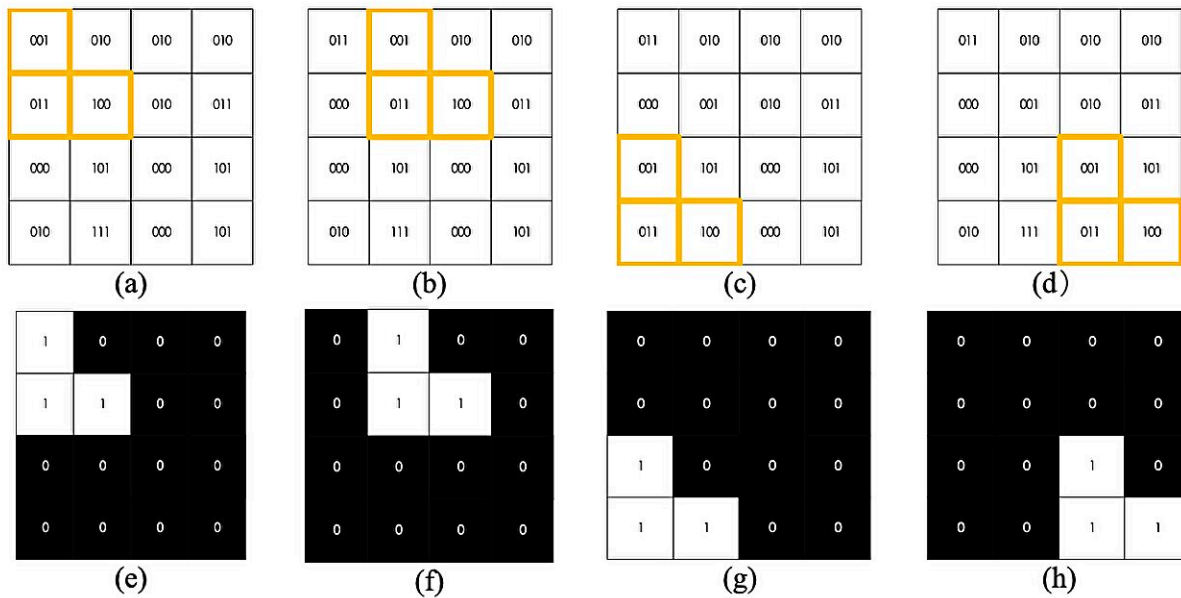 001 010 010 010 011 001 010 010 011 010 010 010 011 010 010 010
011 100 010 011 000 011 100 011 000 001 010 011 000 001 010 011
000 101 000 101 000 101 000 101 001 101 000 101 000 101 001 101
010 111 000 101 010 111 000 101 011 100 000 101 010 111 011 100
(a) (b) (c) (d)
1 0 0 0 0 1 0 0 0 0 0 0 0 0 0 0
1 1 0 0 0 1 1 0 0 0 0 0 0 0 0 0
0 0 0 0 0 0 0 0 1 0 0 0 0 0 1 0
0 0 0 0 0 0 0 0 1 1 0 0 0 0 1 1
(e) (f) (g) (h)